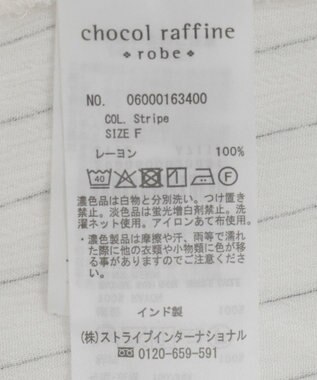 chocol raffine
robe
NO. 06000163400
COL. Stripe
SIZE F
レーヨン 100%
40
F
濃色品は白物と分別洗い。つけ置き
禁止。淡色品は蛍光増白剤禁止。洗
濯ネット使用。アイロンあて布使用。
・濃色製品は摩擦や汗、雨等で濡れ
た際に他の衣類や小物類に色が移
る事がありますのでご注意くださ
い。
インド製
(株)ストライプインターナショナル
0120-659-591